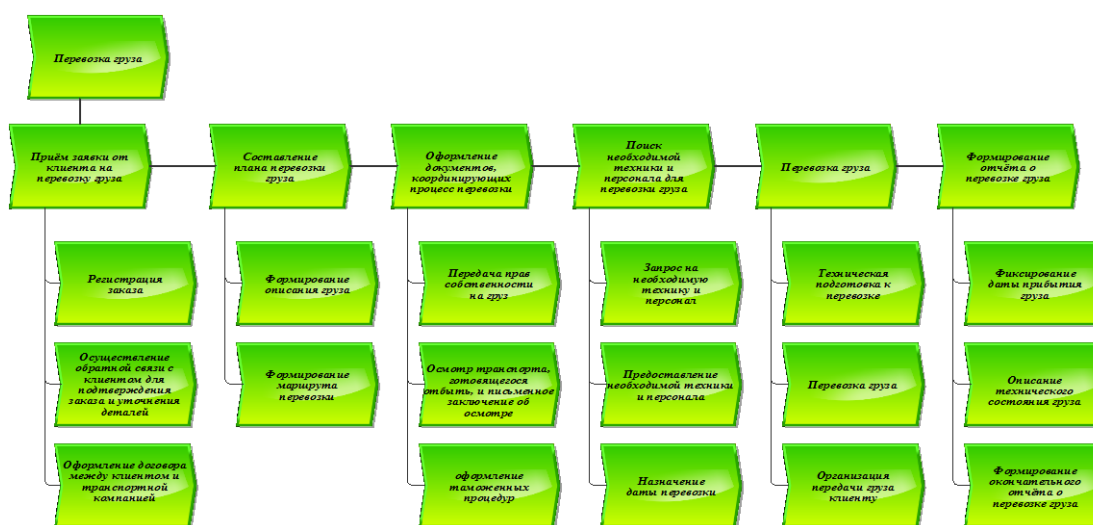 Перевозка груза
Приём заявки от
клиента на
перевозку груза
Составление
плана перевозки
груза
Оформление
документов,
координирующих
процесс перевозки
Поиск
необходимой
техники и
персонала для
перевозки груза
Перевозка груза
Формирование
отчёта о
перевозке груза
Регистрация
заказа
Формирование
описания груза
Передача прав
собственности
на груз
Запрос на
необходимую
технику и
персонал
Техническая
подготовка к
перевозке
Фиксирование
даты прибытия
груза
Осуществление
обратной связи с
клиентом для
подтверждения
заказа и уточнения
деталей
Формирование
маршрута
перевозки
Осмотр транспорта,
готовящегося
отбыть, и письменное
заключение об
осмотре
Предоставление
необходимой техники
и персонала
Перевозка груза
Описание
технического
состояния груза
Оформление договора
между клиентом и
транспортной
кампанией
оформление
таможенных
процедур
Назначение
даты перевозки
Организация
передачи груза
клиенту
Формирование
окончательного
отчёта о
перевозке груза